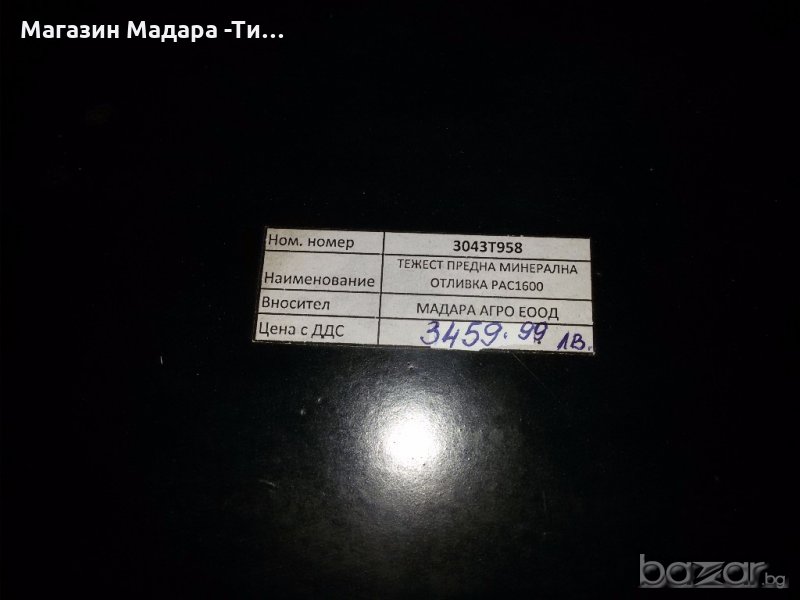 Магазин Мадара -Ти...
Ном. номер 3043T958
Наименование ТЕЖЕСТ ПРЕДНА МИНЕРАЛНА
ОТЛИВКА PAC1600
Вносител МАДАРА АГРО ЕООД
Цена с ДДС 3459.99 лв.
bazar.bg